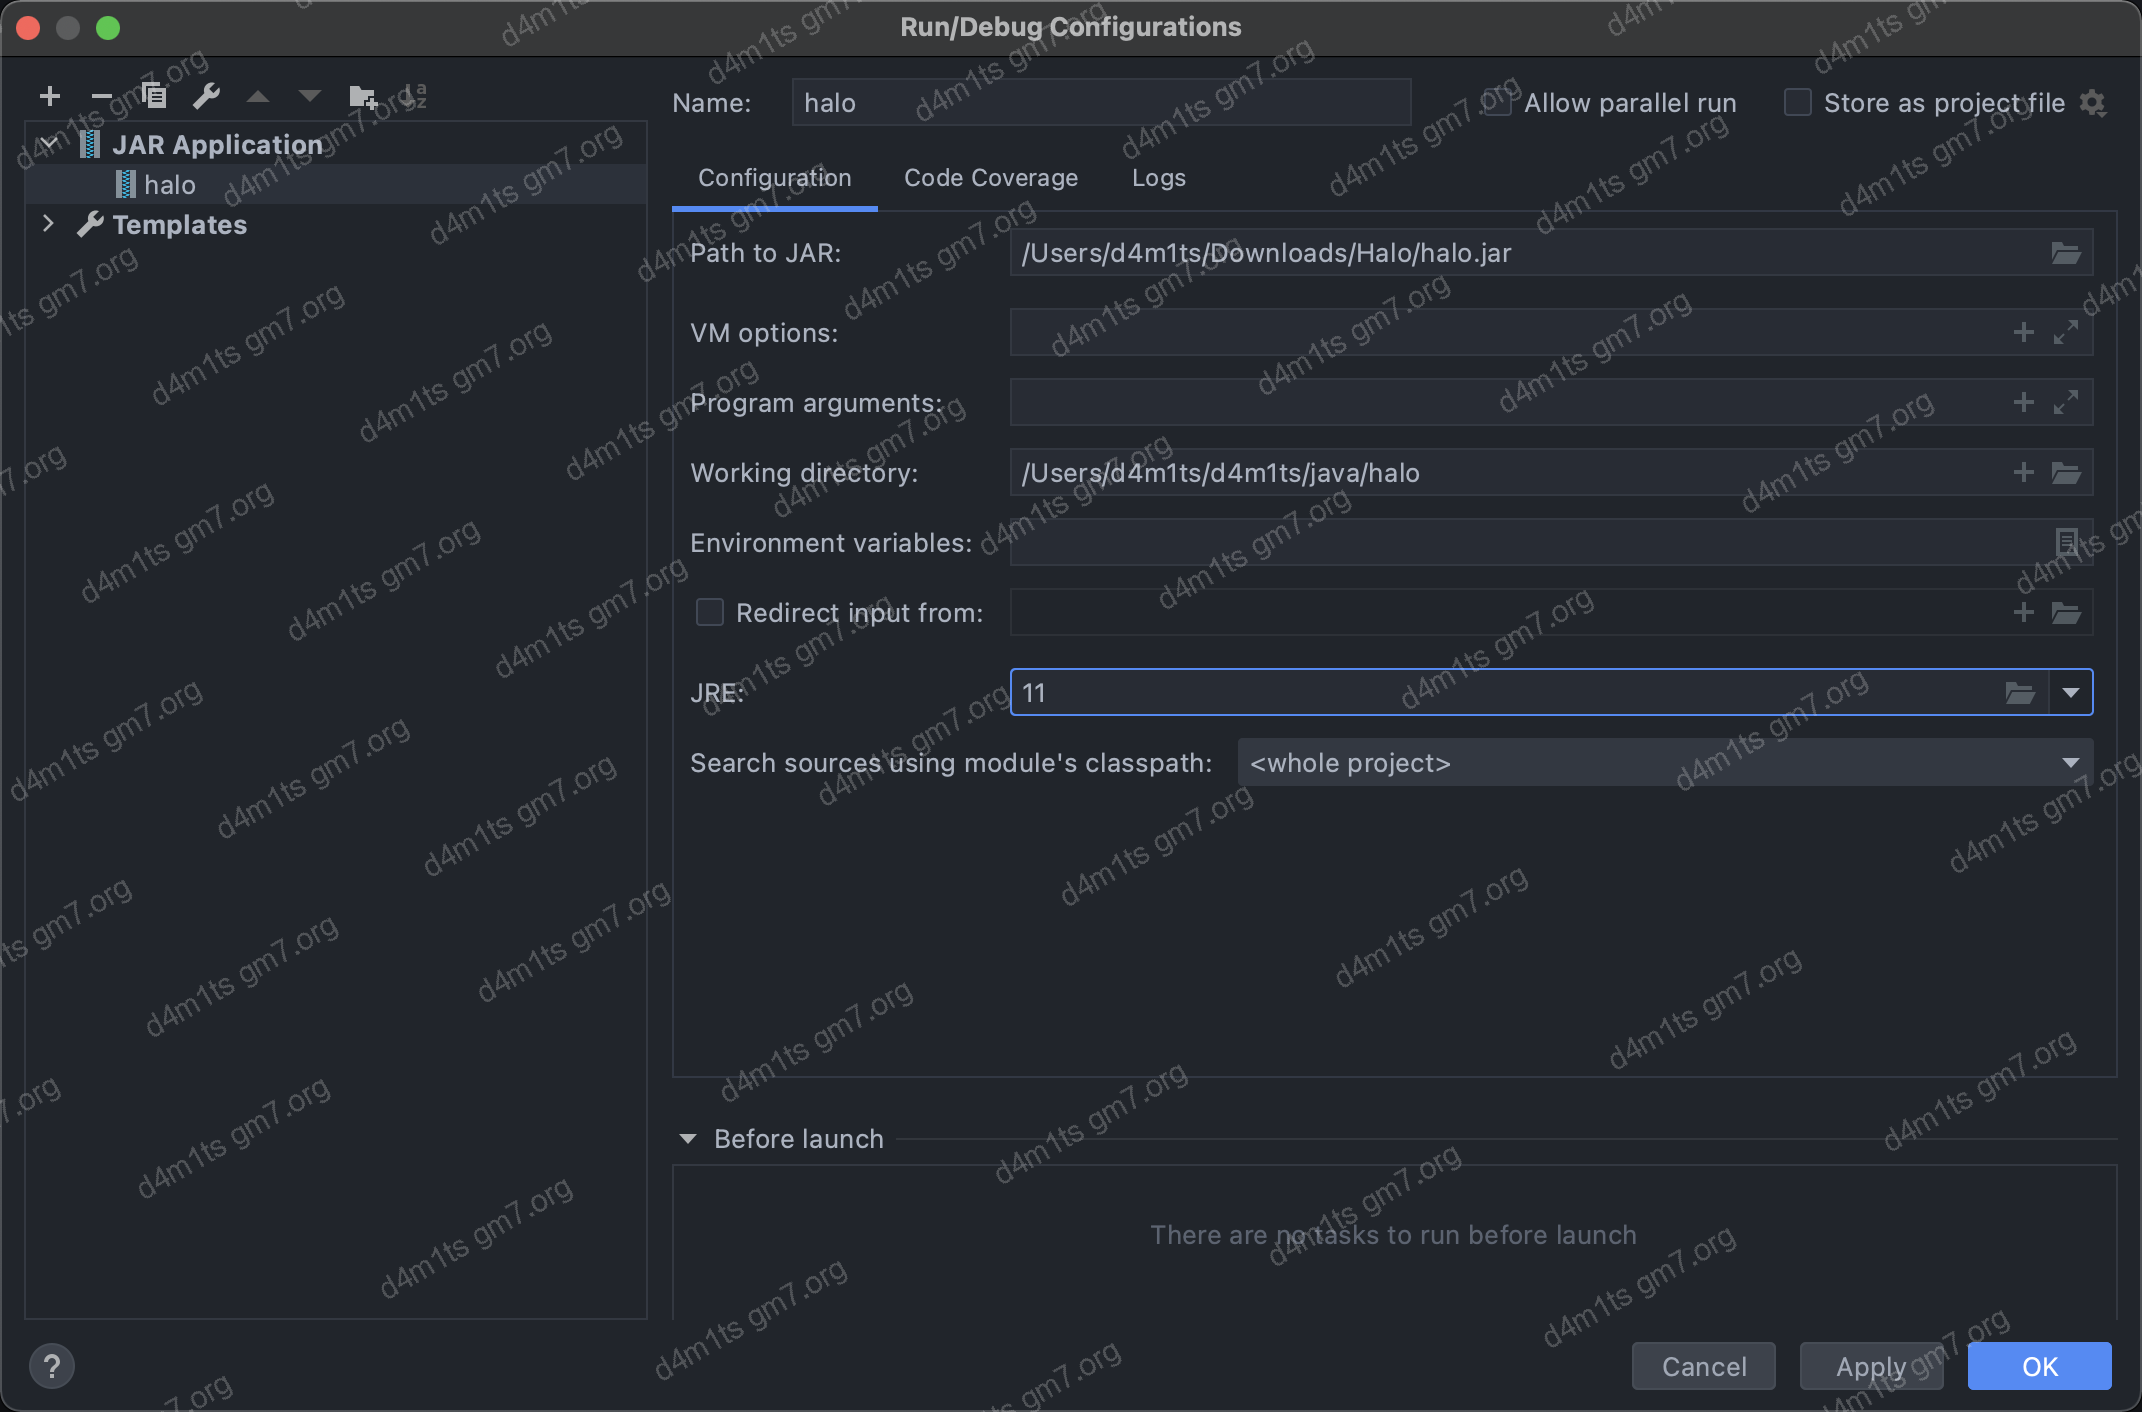 Run/Debug Configurations
JAR Application
halo
Templates
Name: halo
Allow parallel run
Store as project file
Configuration Code Coverage Logs
Path to JAR: /Users/d4m1ts/Downloads/Halo/halo.jar
VM options:
Program arguments:
Working directory: /Users/d4m1ts/d4m1ts/java/halo
Environment variables:
Redirect input from:
JRE: 11
Search sources using module's classpath: <whole project>
Before launch
There are no tasks to run before launch
? Cancel Apply OK
d4m1ts gm7.org